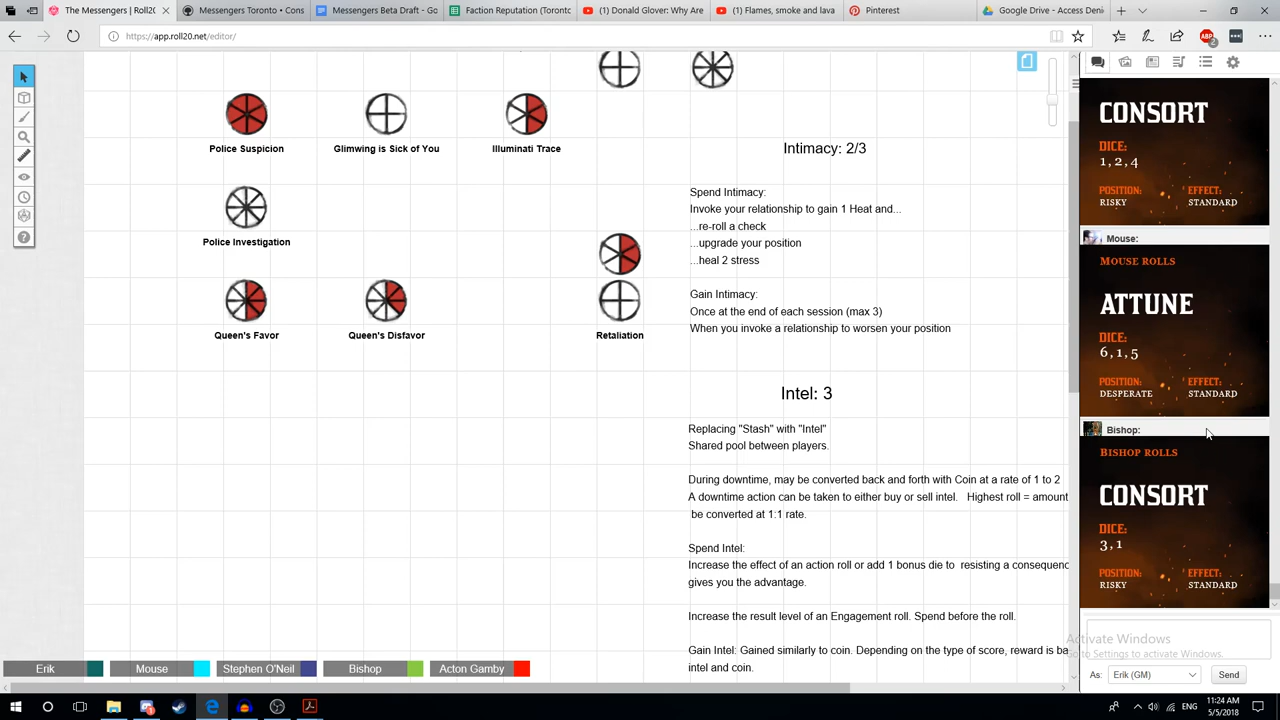 The Messengers | Roll20
Messengers Toronto • Cons
Messengers Beta Draft - Go
Faction Reputation (Toront
(1) Donald Glover: Why Are
(1) Flames, smoke and lava
Pinterest
Google Drive - Access Deni
https://app.roll20.net/editor/
ABP
2
Police Suspicion
Glimwing is Sick of You
Illuminati Trace
Police Investigation
Queen's Favor
Queen's Disfavor
Retaliation
Intimacy: 2/3
Spend Intimacy:
Invoke your relationship to gain 1 Heat and...
...re-roll a check
...upgrade your position
...heal 2 stress
Gain Intimacy:
Once at the end of each session (max 3)
When you invoke a relationship to worsen your position
Intel: 3
Replacing "Stash" with "Intel"
Shared pool between players.
During downtime, may be converted back and forth with Coin at a rate of 1 to 2
A downtime action can be taken to either buy or sell intel. Highest roll = amount
be converted at 1:1 rate.
Spend Intel:
Increase the effect of an action roll or add 1 bonus die to resisting a consequenc
gives you the advantage.
Increase the result level of an Engagement roll. Spend before the roll.
Gain Intel: Gained similarly to coin. Depending on the type of score, reward is ba
intel and coin.
CONSORT
DICE:
1, 2, 4
POSITION: EFFECT:
RISKY STANDARD
Mouse:
MOUSE ROLLS
ATTUNE
DICE:
6, 1, 5
POSITION: EFFECT:
DESPERATE STANDARD
Bishop:
BISHOP ROLLS
CONSORT
DICE:
3, 1
POSITION: EFFECT:
RISKY STANDARD
Activate Windows
Go to Settings to activate Windows.
As: Erik (GM) Send
Erik
Mouse
Stephen O'Neil
Bishop
Acton Gamby
ENG
11:24 AM
5/5/2018